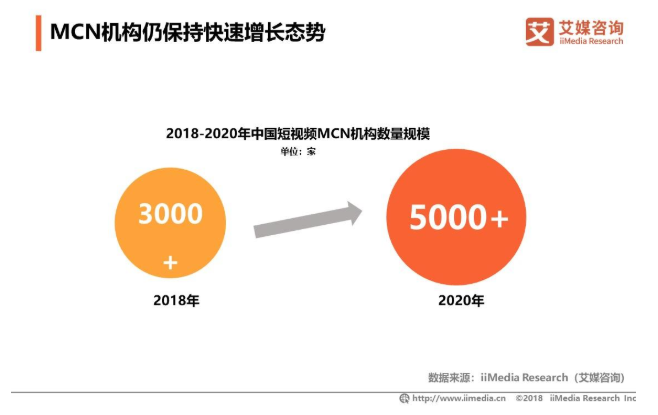 MCN机构仍保持快速增长态势
艾 艾媒咨询
iiMedia Research
2018-2020年中国短视频MCN机构数量规模
单位：家
3000
+
5000+
2018年
2020年
数据来源：iiMedia Research（艾媒咨询)
http://www.iimedia.cn ©2018 iiMedia Research Inc